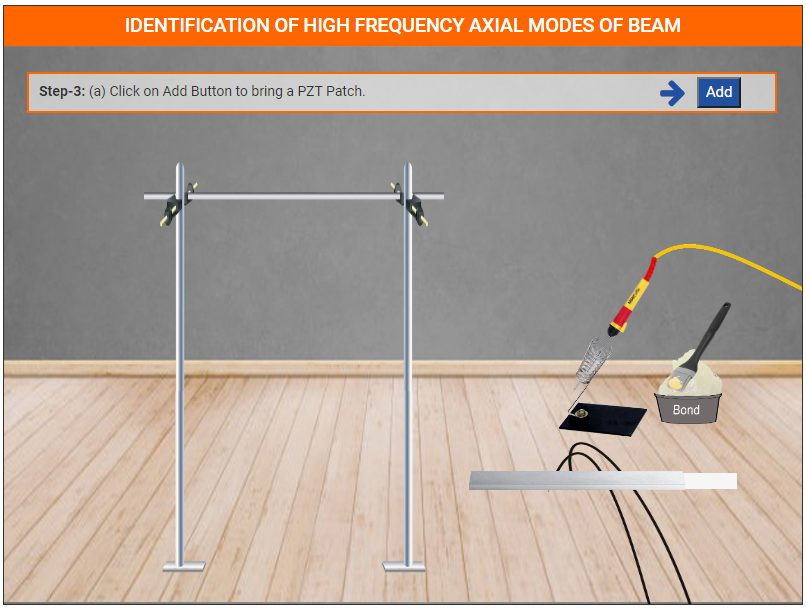 IDENTIFICATION OF HIGH FREQUENCY AXIAL MODES OF BEAM
Step-3: (a) Click on Add Button to bring a PZT Patch.
Add
Bond